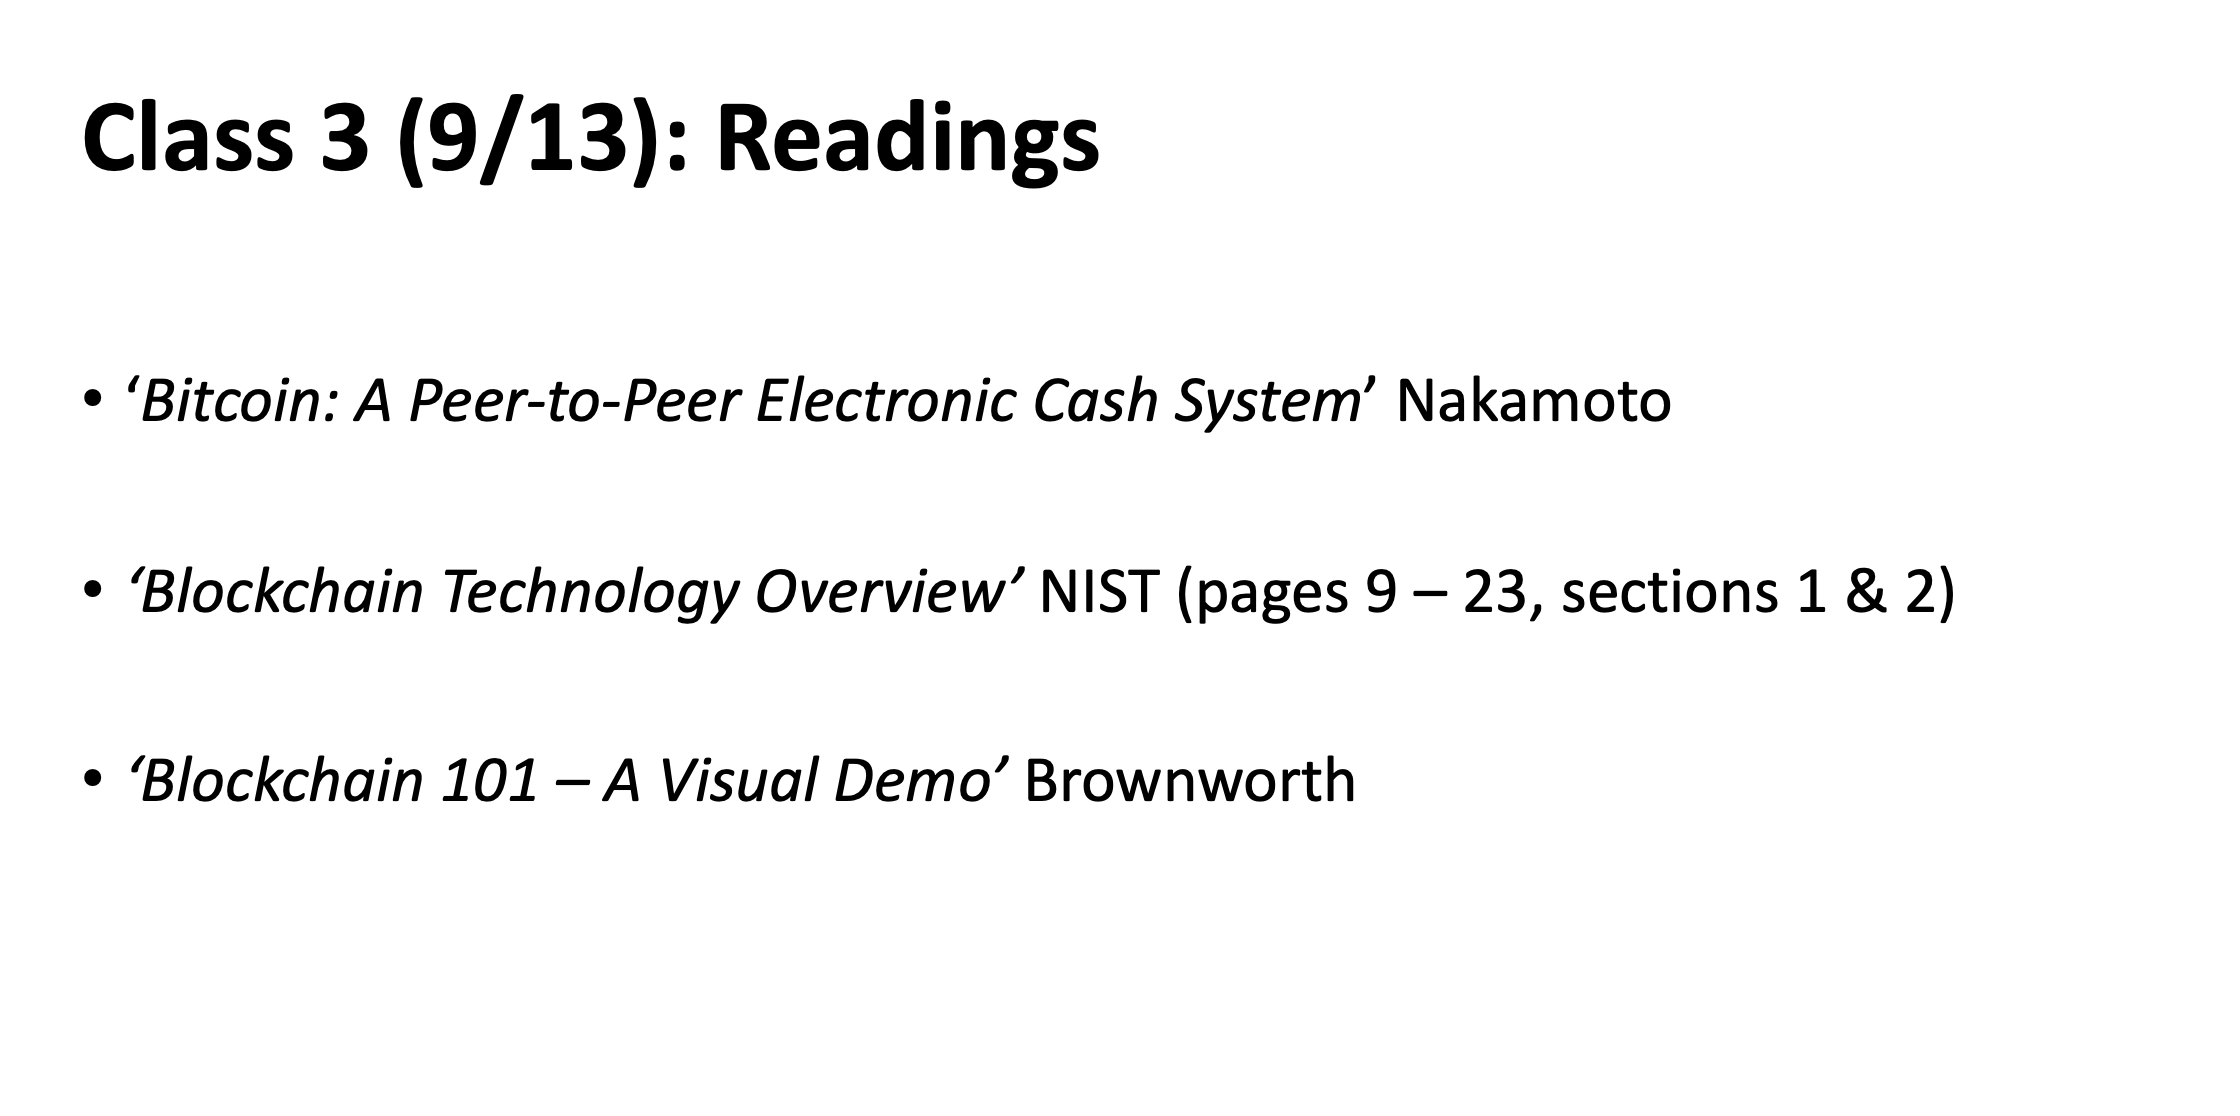 Class 3 (9/13): Readings
• ‘Bitcoin: A Peer-to-Peer Electronic Cash System’ Nakamoto
• ‘Blockchain Technology Overview’ NIST (pages 9 – 23, sections 1 & 2)
• ‘Blockchain 101 – A Visual Demo’ Brownworth